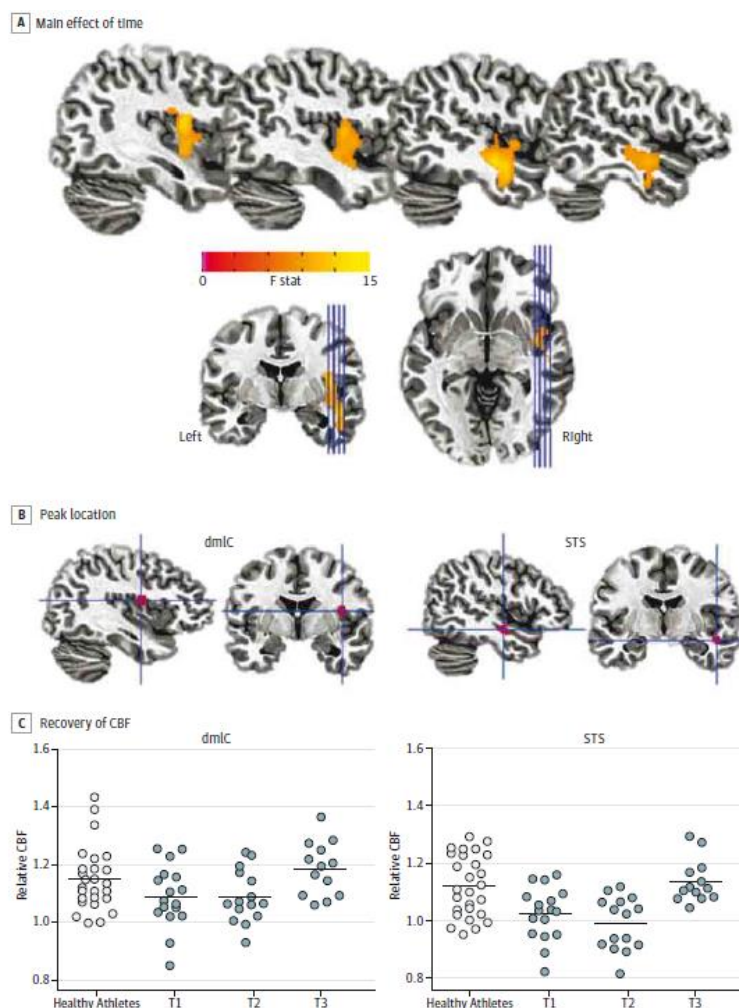 A Main effect of time
0 F stat 15
Left Right
B Peak location
dmIC STS
C Recovery of CBF
dmIC STS
1.6
1.4
1.2
1.0
0.8
Relative CBF
Healthy Athletes T1 T2 T3
1.6
1.4
1.2
1.0
0.8
Relative CBF
Healthy Athletes T1 T2 T3